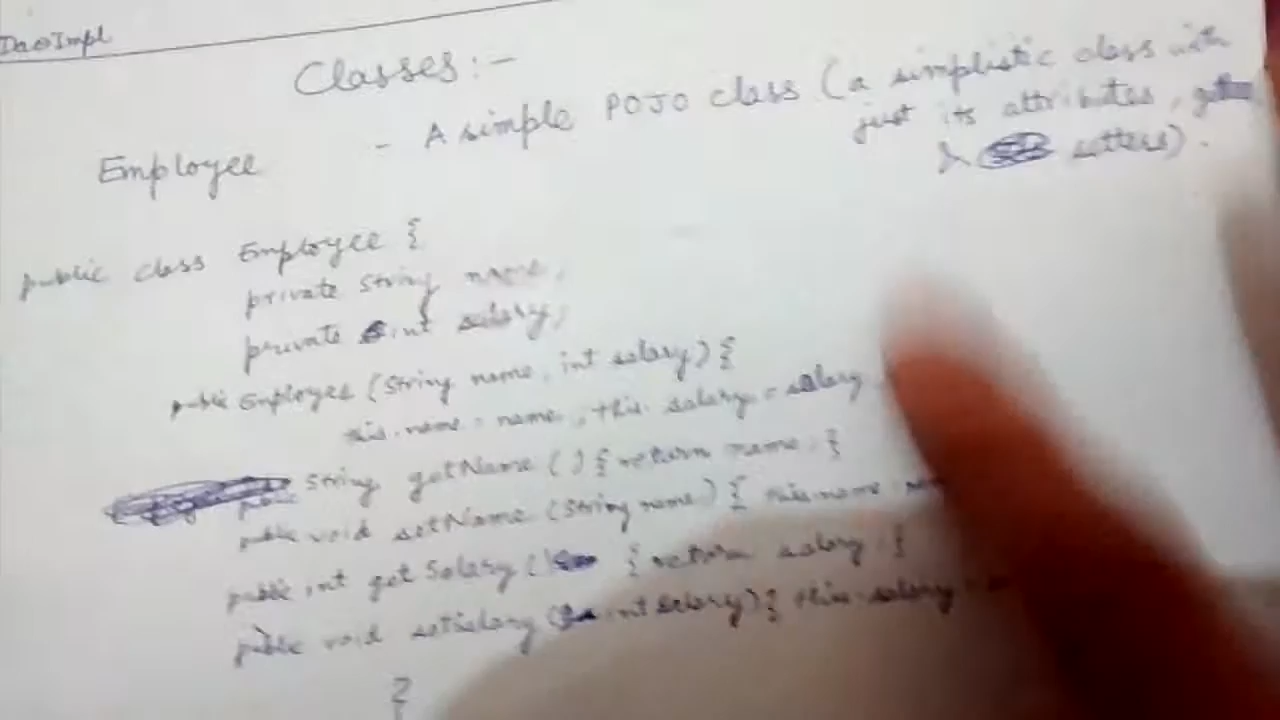 DaoImpl
Classes:-
Employee - A simple POJO class (a simplistic class with
just its attributes,
& setters).
public class Employee {
private String name;
private int salary;
public Employee (String name, int salary) {
this.name = name; this.salary = salary
String getName () { return name; }
public void setName (String name) { this.name
public int getSalary ( { return salary; }
public void setSalary (int salary) { this.salary =
}